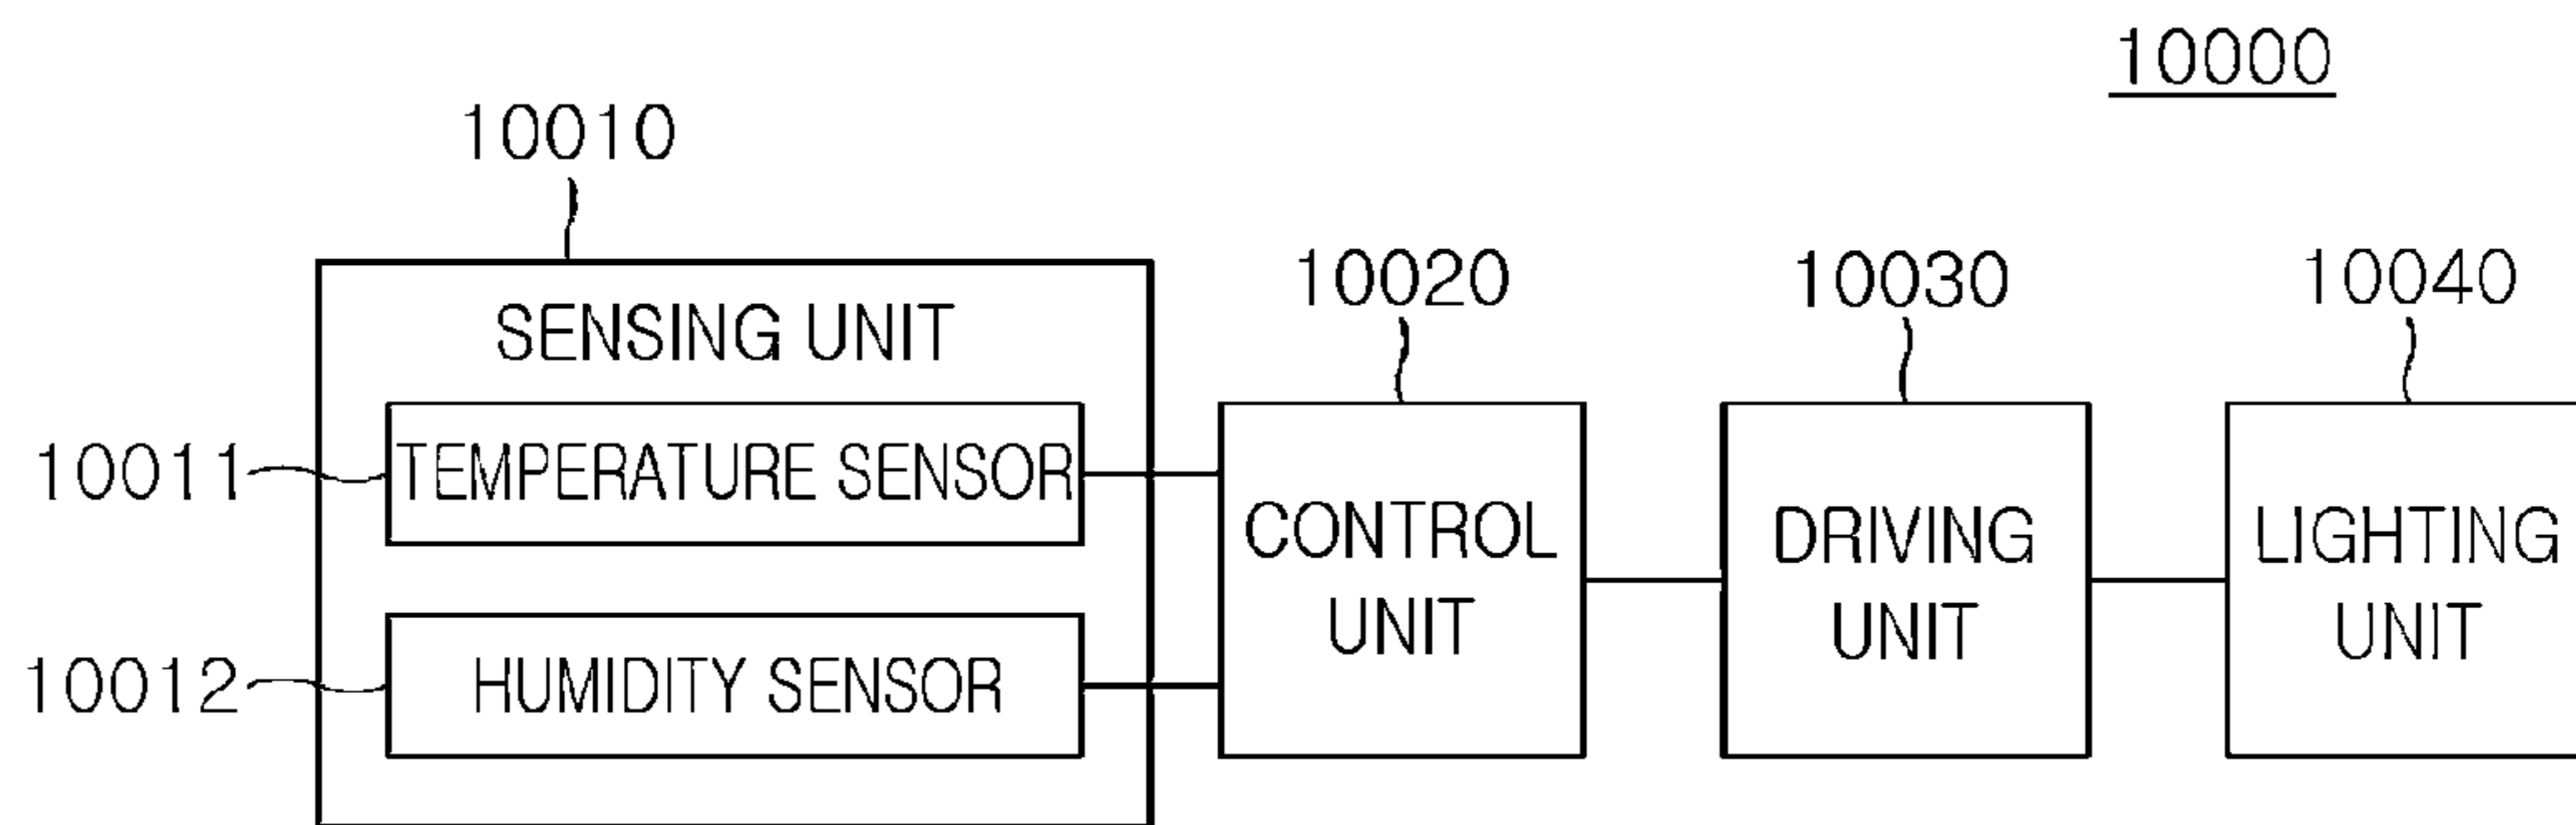 10000
10010
SENSING UNIT
10020
10030
10040
10011
TEMPERATURE SENSOR
CONTROL
UNIT
DRIVING
UNIT
LIGHTING
UNIT
10012
HUMIDITY SENSOR